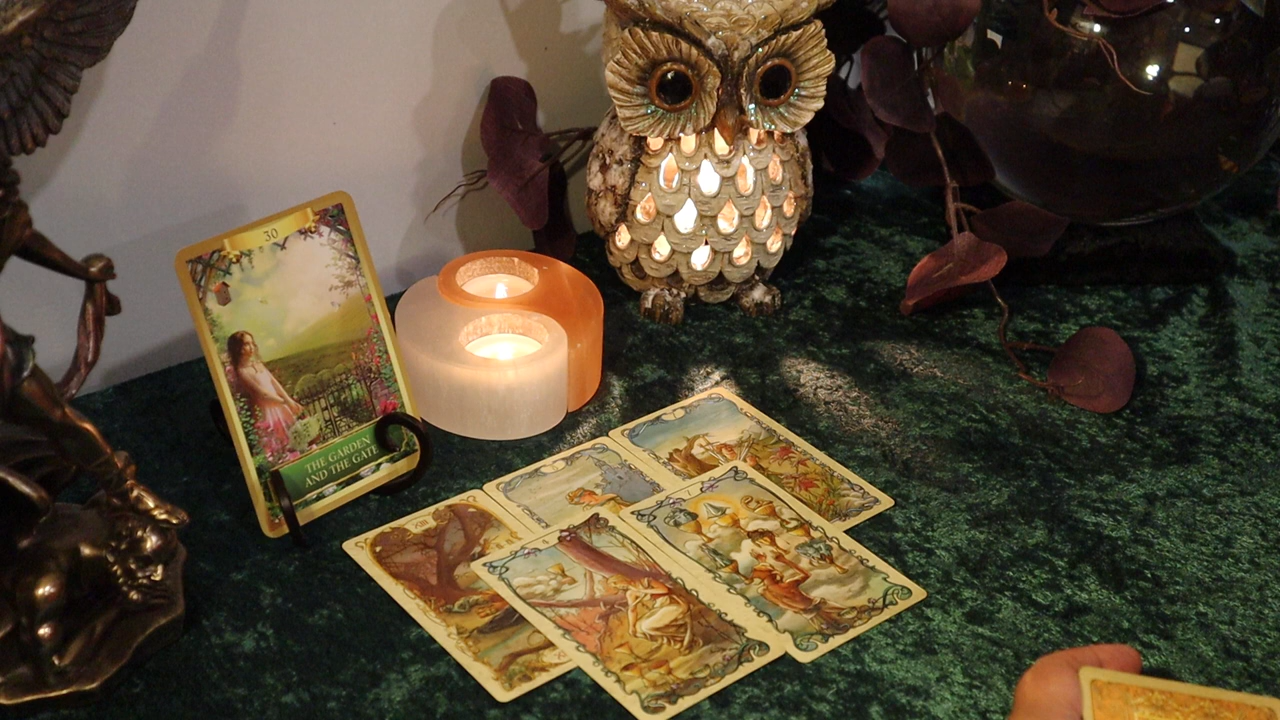 30
THE GARDEN
AND THE GATE
XIII